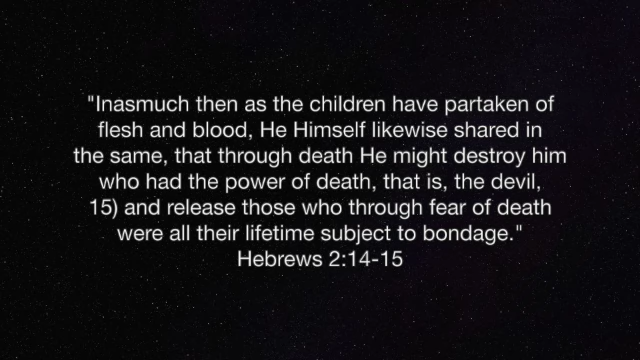 "Inasmuch then as the children have partaken of
flesh and blood, He Himself likewise shared in
the same, that through death He might destroy him
who had the power of death, that is, the devil,
15) and release those who through fear of death
were all their lifetime subject to bondage."
Hebrews 2:14-15